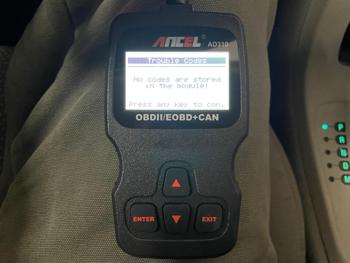 ANCEL AD310
Trouble Codes
No codes are stored
in the module!
Press any key to con.
OBDII/EOBD+CAN
ENTER
EXIT
P
R
N
D
M